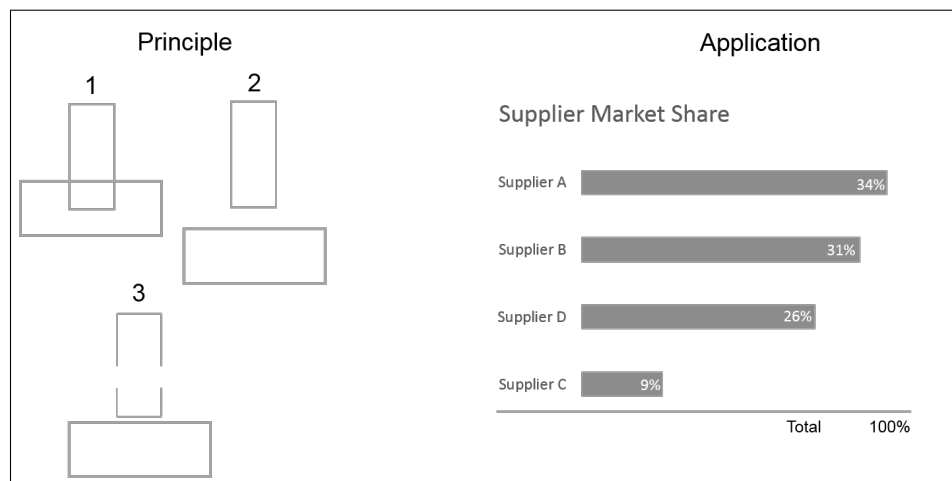 Principle
Application
1
2
3
Supplier Market Share
Supplier A 34%
Supplier B 31%
Supplier D 26%
Supplier C 9%
Total 100%